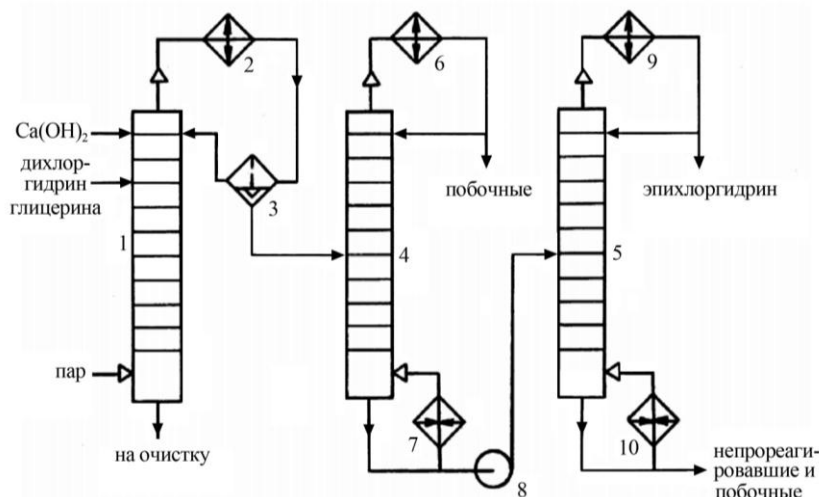 2
6
9
Ca(OH)₂
дихлор-
гидрин
глицерина
3
побочные
эпихлоргидрин
1
4
5
пар
на очистку
7
8
10
непрореаги-
ровавшие и
побочные